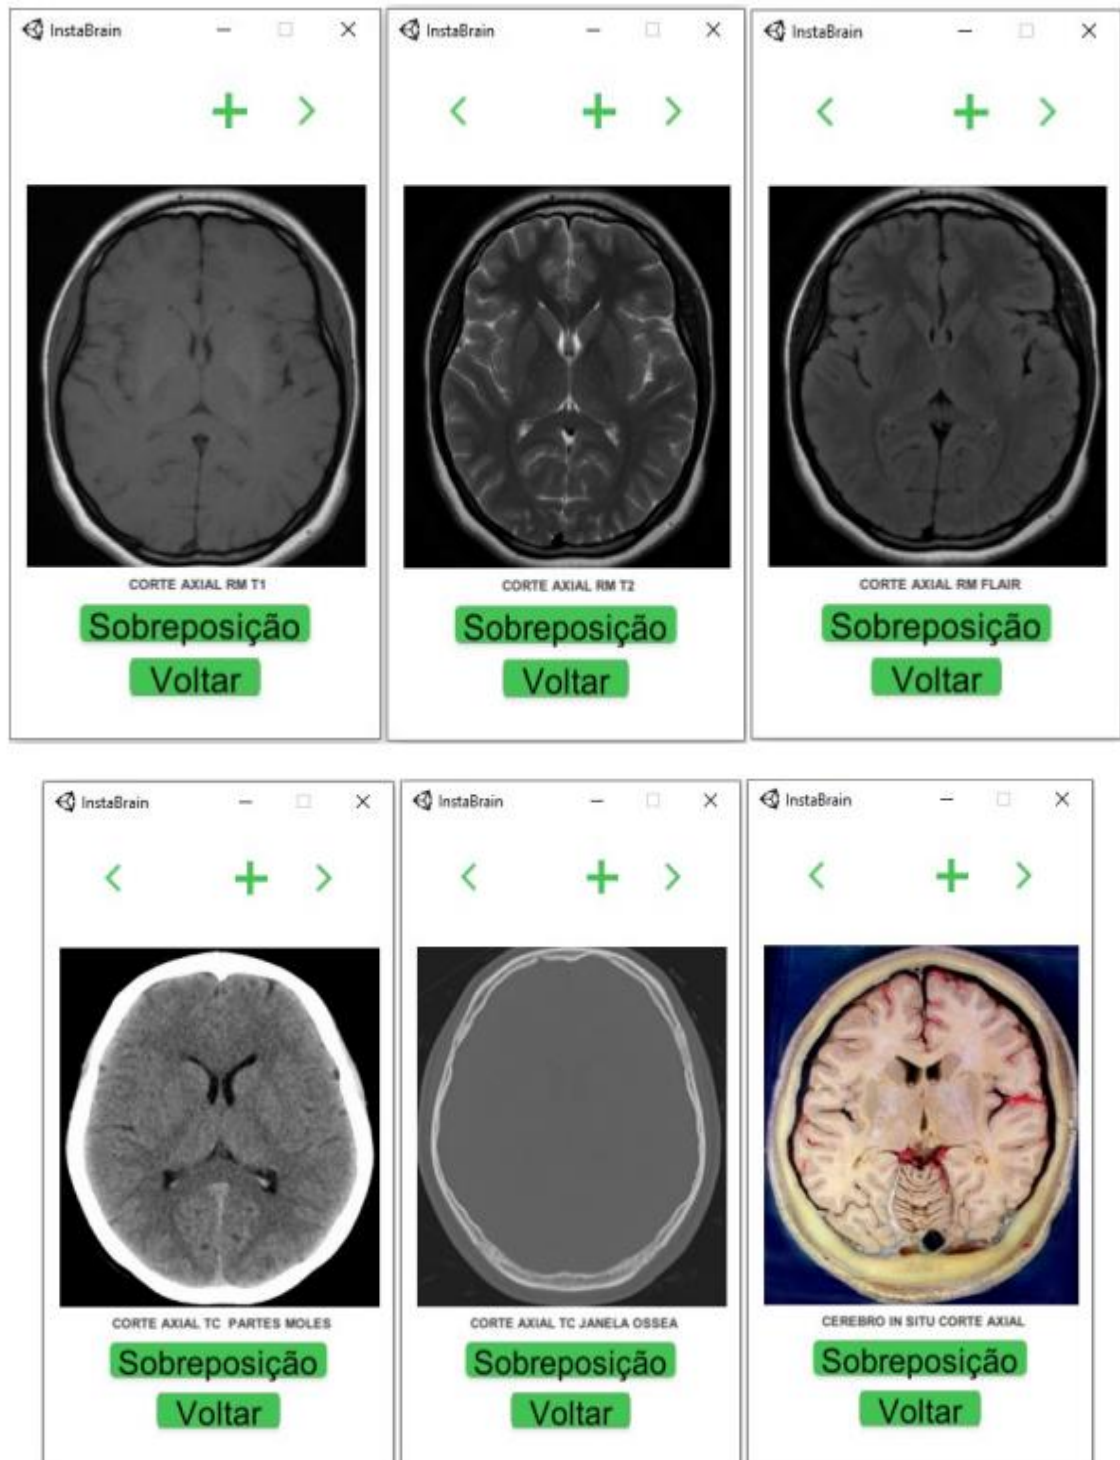 InstaBrain
InstaBrain
InstaBrain
CORTE AXIAL RM T1
CORTE AXIAL RM T2
CORTE AXIAL RM FLAIR
Sobreposição
Sobreposição
Sobreposição
Voltar
Voltar
Voltar
InstaBrain
InstaBrain
InstaBrain
CORTE AXIAL TC PARTES MOLES
CORTE AXIAL TC JANELA OSSEA
CEREBRO IN SITU CORTE AXIAL
Sobreposição
Sobreposição
Sobreposição
Voltar
Voltar
Voltar